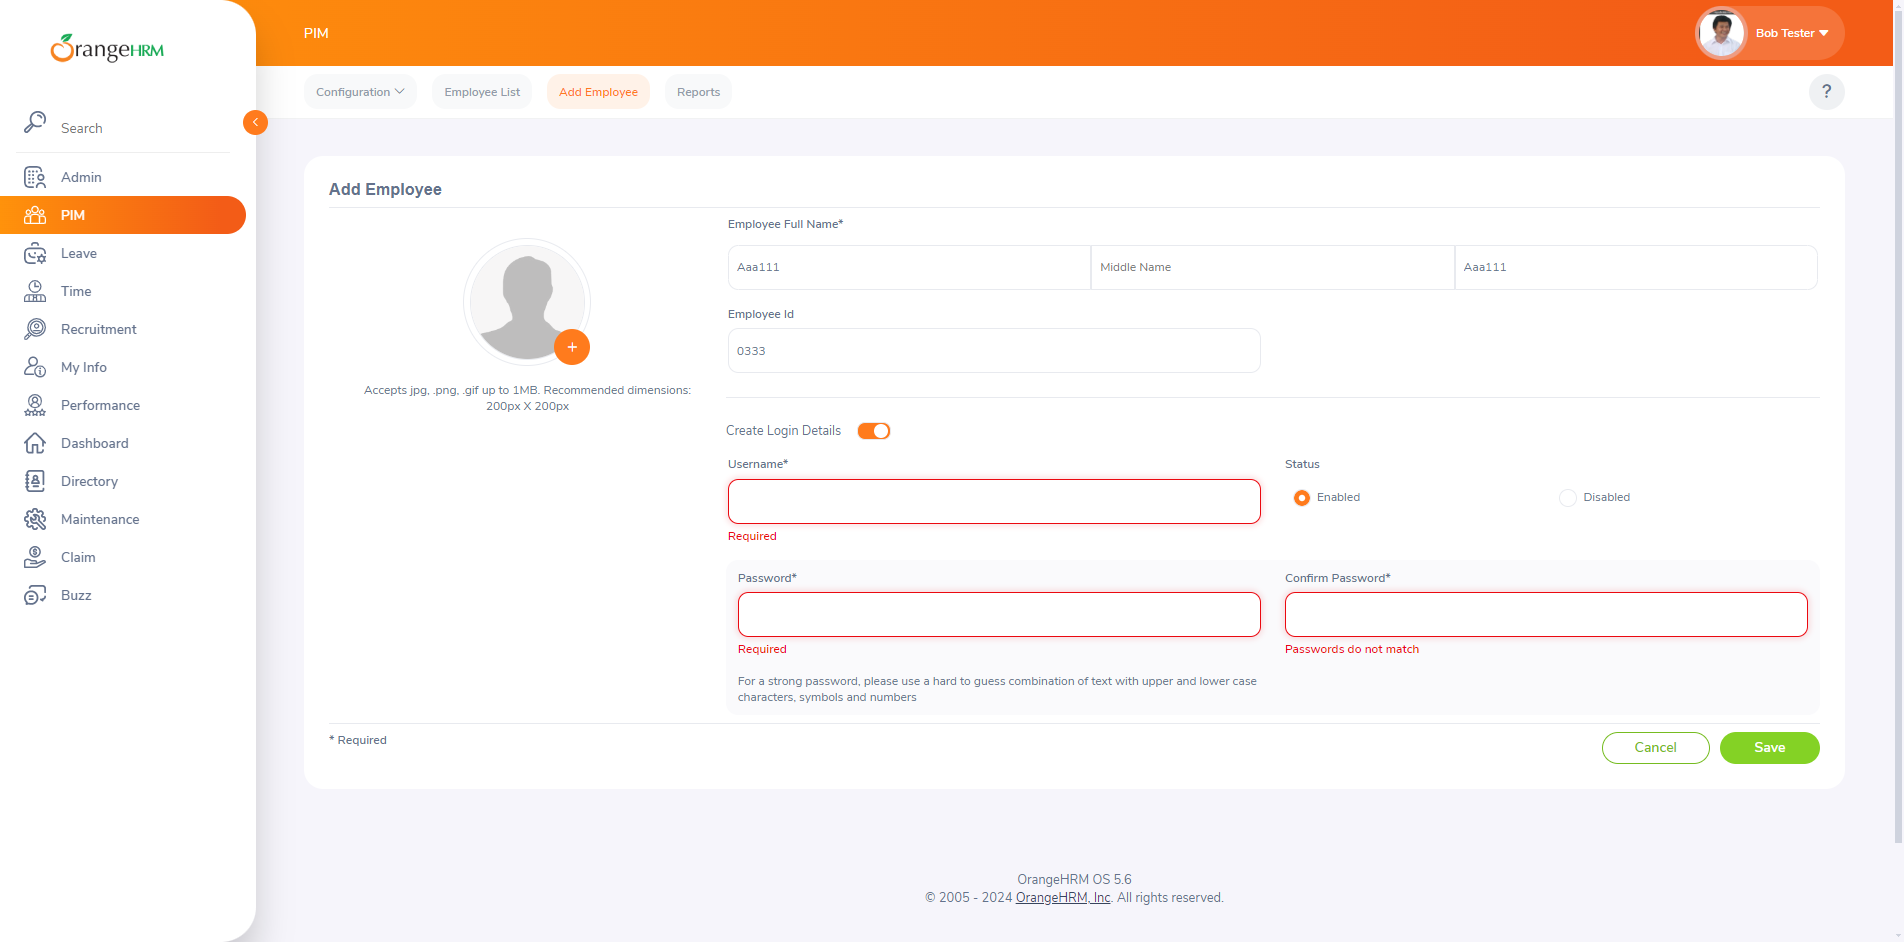 OrangeHRM
PIM
Bob Tester
Configuration
Employee List
Add Employee
Reports
?
Search
Admin
PIM
Leave
Time
Recruitment
My Info
Performance
Dashboard
Directory
Maintenance
Claim
Buzz
Add Employee
Accepts jpg, .png, .gif up to 1MB. Recommended dimensions:
200px X 200px
Employee Full Name*
Aaa111
Middle Name
Aaa111
Employee Id
0333
Create Login Details
Username*
Required
Status
Enabled
Disabled
Password*
Required
Confirm Password*
Passwords do not match
For a strong password, please use a hard to guess combination of text with upper and lower case
characters, symbols and numbers
* Required
Cancel
Save
OrangeHRM OS 5.6
© 2005 - 2024 OrangeHRM, Inc. All rights reserved.